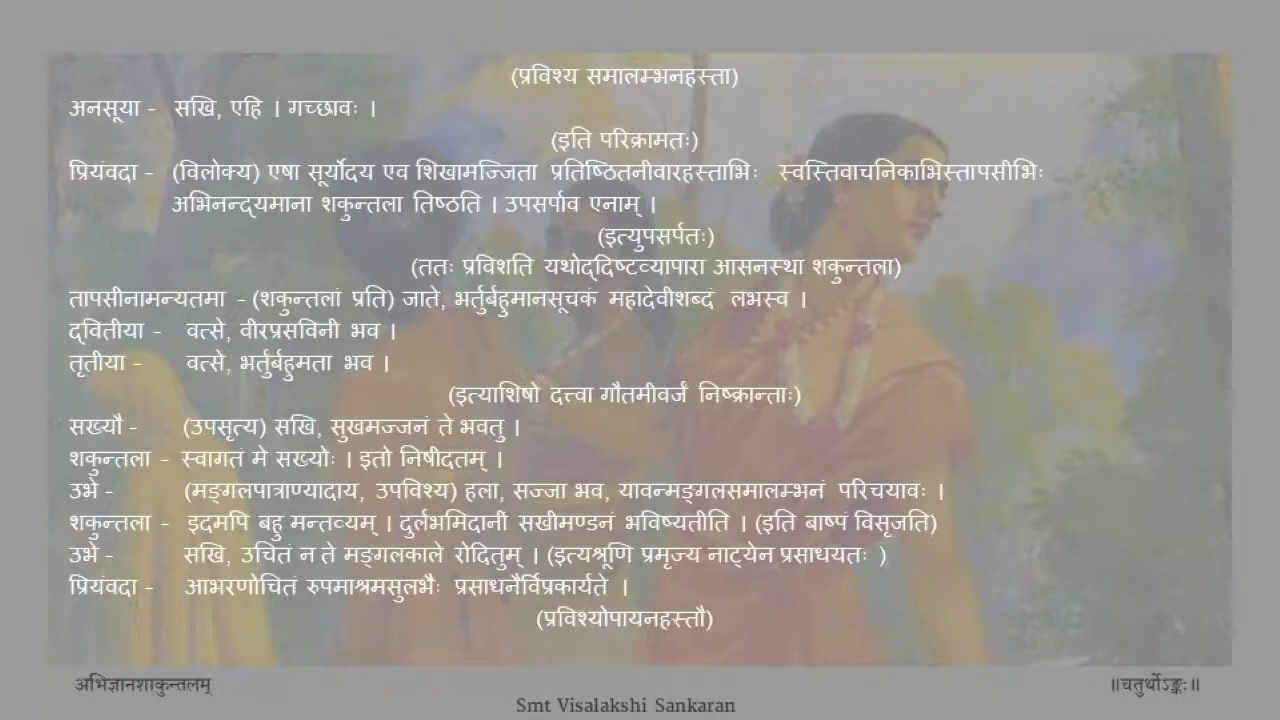 (प्रविश्य समालम्भनहस्ता)
अनसूया - सखि, एहि । गच्छावः ।
(इति परिक्रामतः)
प्रियंवदा - (विलोक्य) एषा सूर्योदय एव शिखामज्जिता प्रतिष्ठितनीवारहस्ताभिः स्वस्तिवाचनिकाभिस्तापसीभिः
अभिनन्द्यमाना शकुन्तला तिष्ठति । उपसर्पाव एनाम् ।
(इत्युपसर्पतः)
(ततः प्रविशति यथोद्दिष्टव्यापारा आसनस्था शकुन्तला)
तापसीनामन्यतमा - (शकुन्तलां प्रति) जाते, भर्तुर्बहुमानसूचकं महादेवीशब्दं लभस्व ।
द्वितीया - वत्से, वीरप्रसविनी भव ।
तृतीया - वत्से, भर्तुर्बहुमता भव ।
(इत्याशिषो दत्त्वा गौतमीवर्जं निष्क्रान्ताः)
सख्यौ - (उपसृत्य) सखि, सुखमज्जनं ते भवतु ।
शकुन्तला - स्वागतं मे सख्योः । इतो निषीदतम् ।
उभे - (मङ्गलपात्राण्यादाय, उपविश्य) हला, सज्जा भव, यावन्मङ्गलसमालम्भनं परिचयावः ।
शकुन्तला - इदमपि बहु मन्तव्यम् । दुर्लभमिदानीं सखीमण्डनं भविष्यतीति । (इति बाष्पं विसृजति)
उभे - सखि, उचितं न ते मङ्गलकाले रोदितुम् । (इत्यश्रूणि प्रमृज्य नाट्येन प्रसाधयतः )
प्रियंवदा - आभरणोचितं रुपमाश्रमसुलभैः प्रसाधनैर्विप्रकार्यते ।
(प्रविश्योपायनहस्तौ)
अभिज्ञानशाकुन्तलम्
॥चतुर्थोऽङ्कः॥
Smt Visalakshi Sankaran